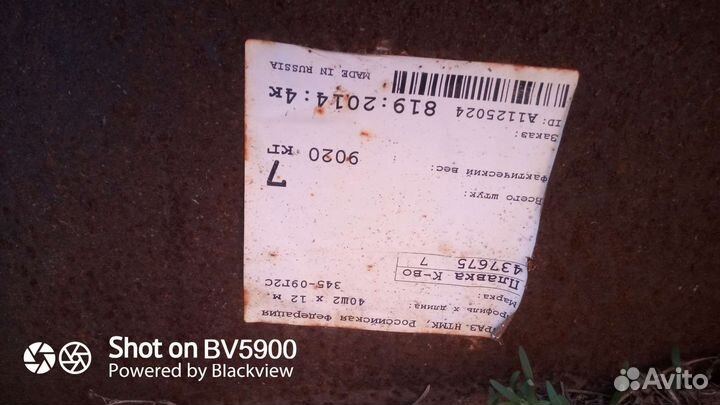 РАЗ НТМК, Российская Федерация
рофиль х длина: 40Ш2 х 12 м.
Марка: 345-09Г2С
Плавка К-во
437675 7
Всего штук: 7
Фактический вес: 9020 КГ
Заказ:
ID: A1125024 819:2014:4К
MADE IN RUSSIA
Shot on BV5900
Powered by Blackview
Avito